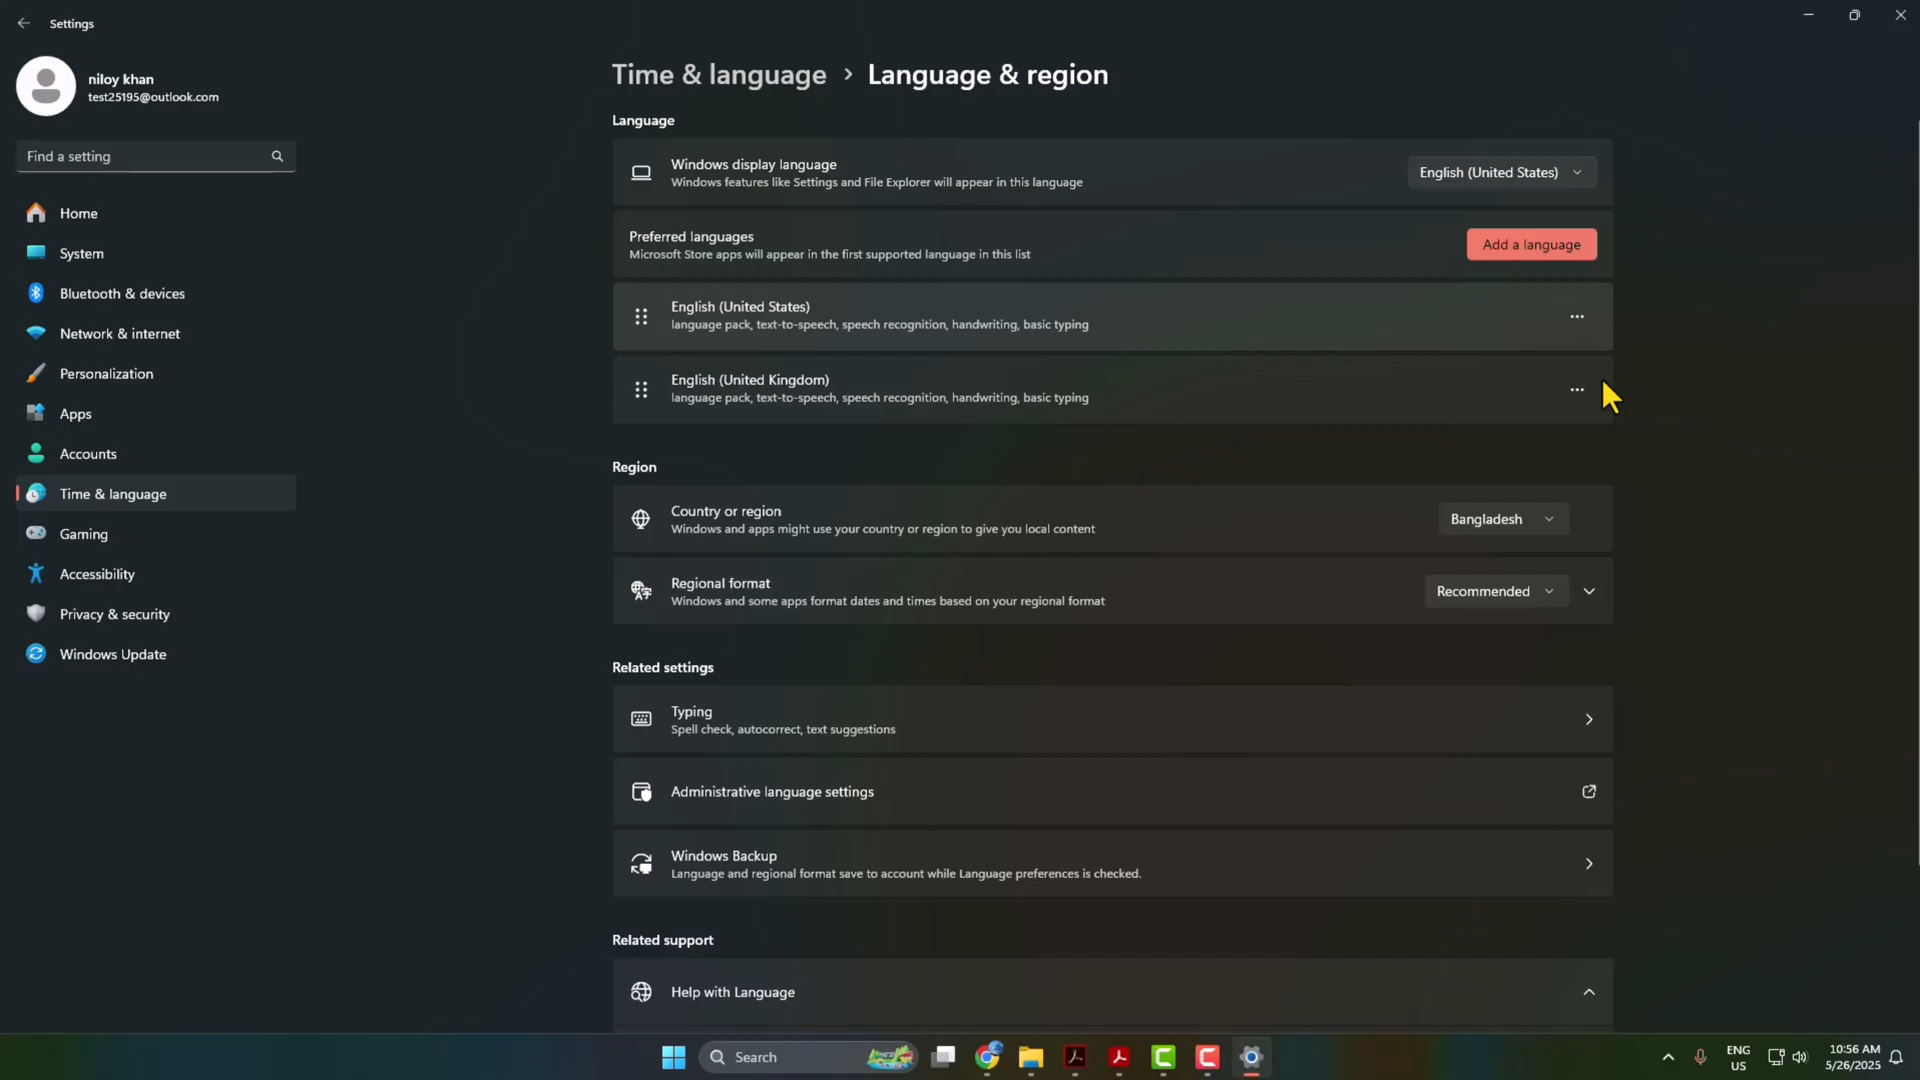 Settings
niloy khan
test25195@outlook.com
Find a setting
Home
System
Bluetooth & devices
Network & internet
Personalization
Apps
Accounts
Time & language
Gaming
Accessibility
Privacy & security
Windows Update
Time & language › Language & region
Language
Windows display language
Windows features like Settings and File Explorer will appear in this language
English (United States)
Preferred languages
Microsoft Store apps will appear in the first supported language in this list
Add a language
English (United States)
language pack, text-to-speech, speech recognition, handwriting, basic typing
English (United Kingdom)
language pack, text-to-speech, speech recognition, handwriting, basic typing
Region
Country or region
Windows and apps might use your country or region to give you local content
Bangladesh
Regional format
Windows and some apps format dates and times based on your regional format
Recommended
Related settings
Typing
Spell check, autocorrect, text suggestions
Administrative language settings
Windows Backup
Language and regional format save to account while Language preferences is checked.
Related support
Help with Language
Search
ENG
US
10:56 AM
5/26/2025